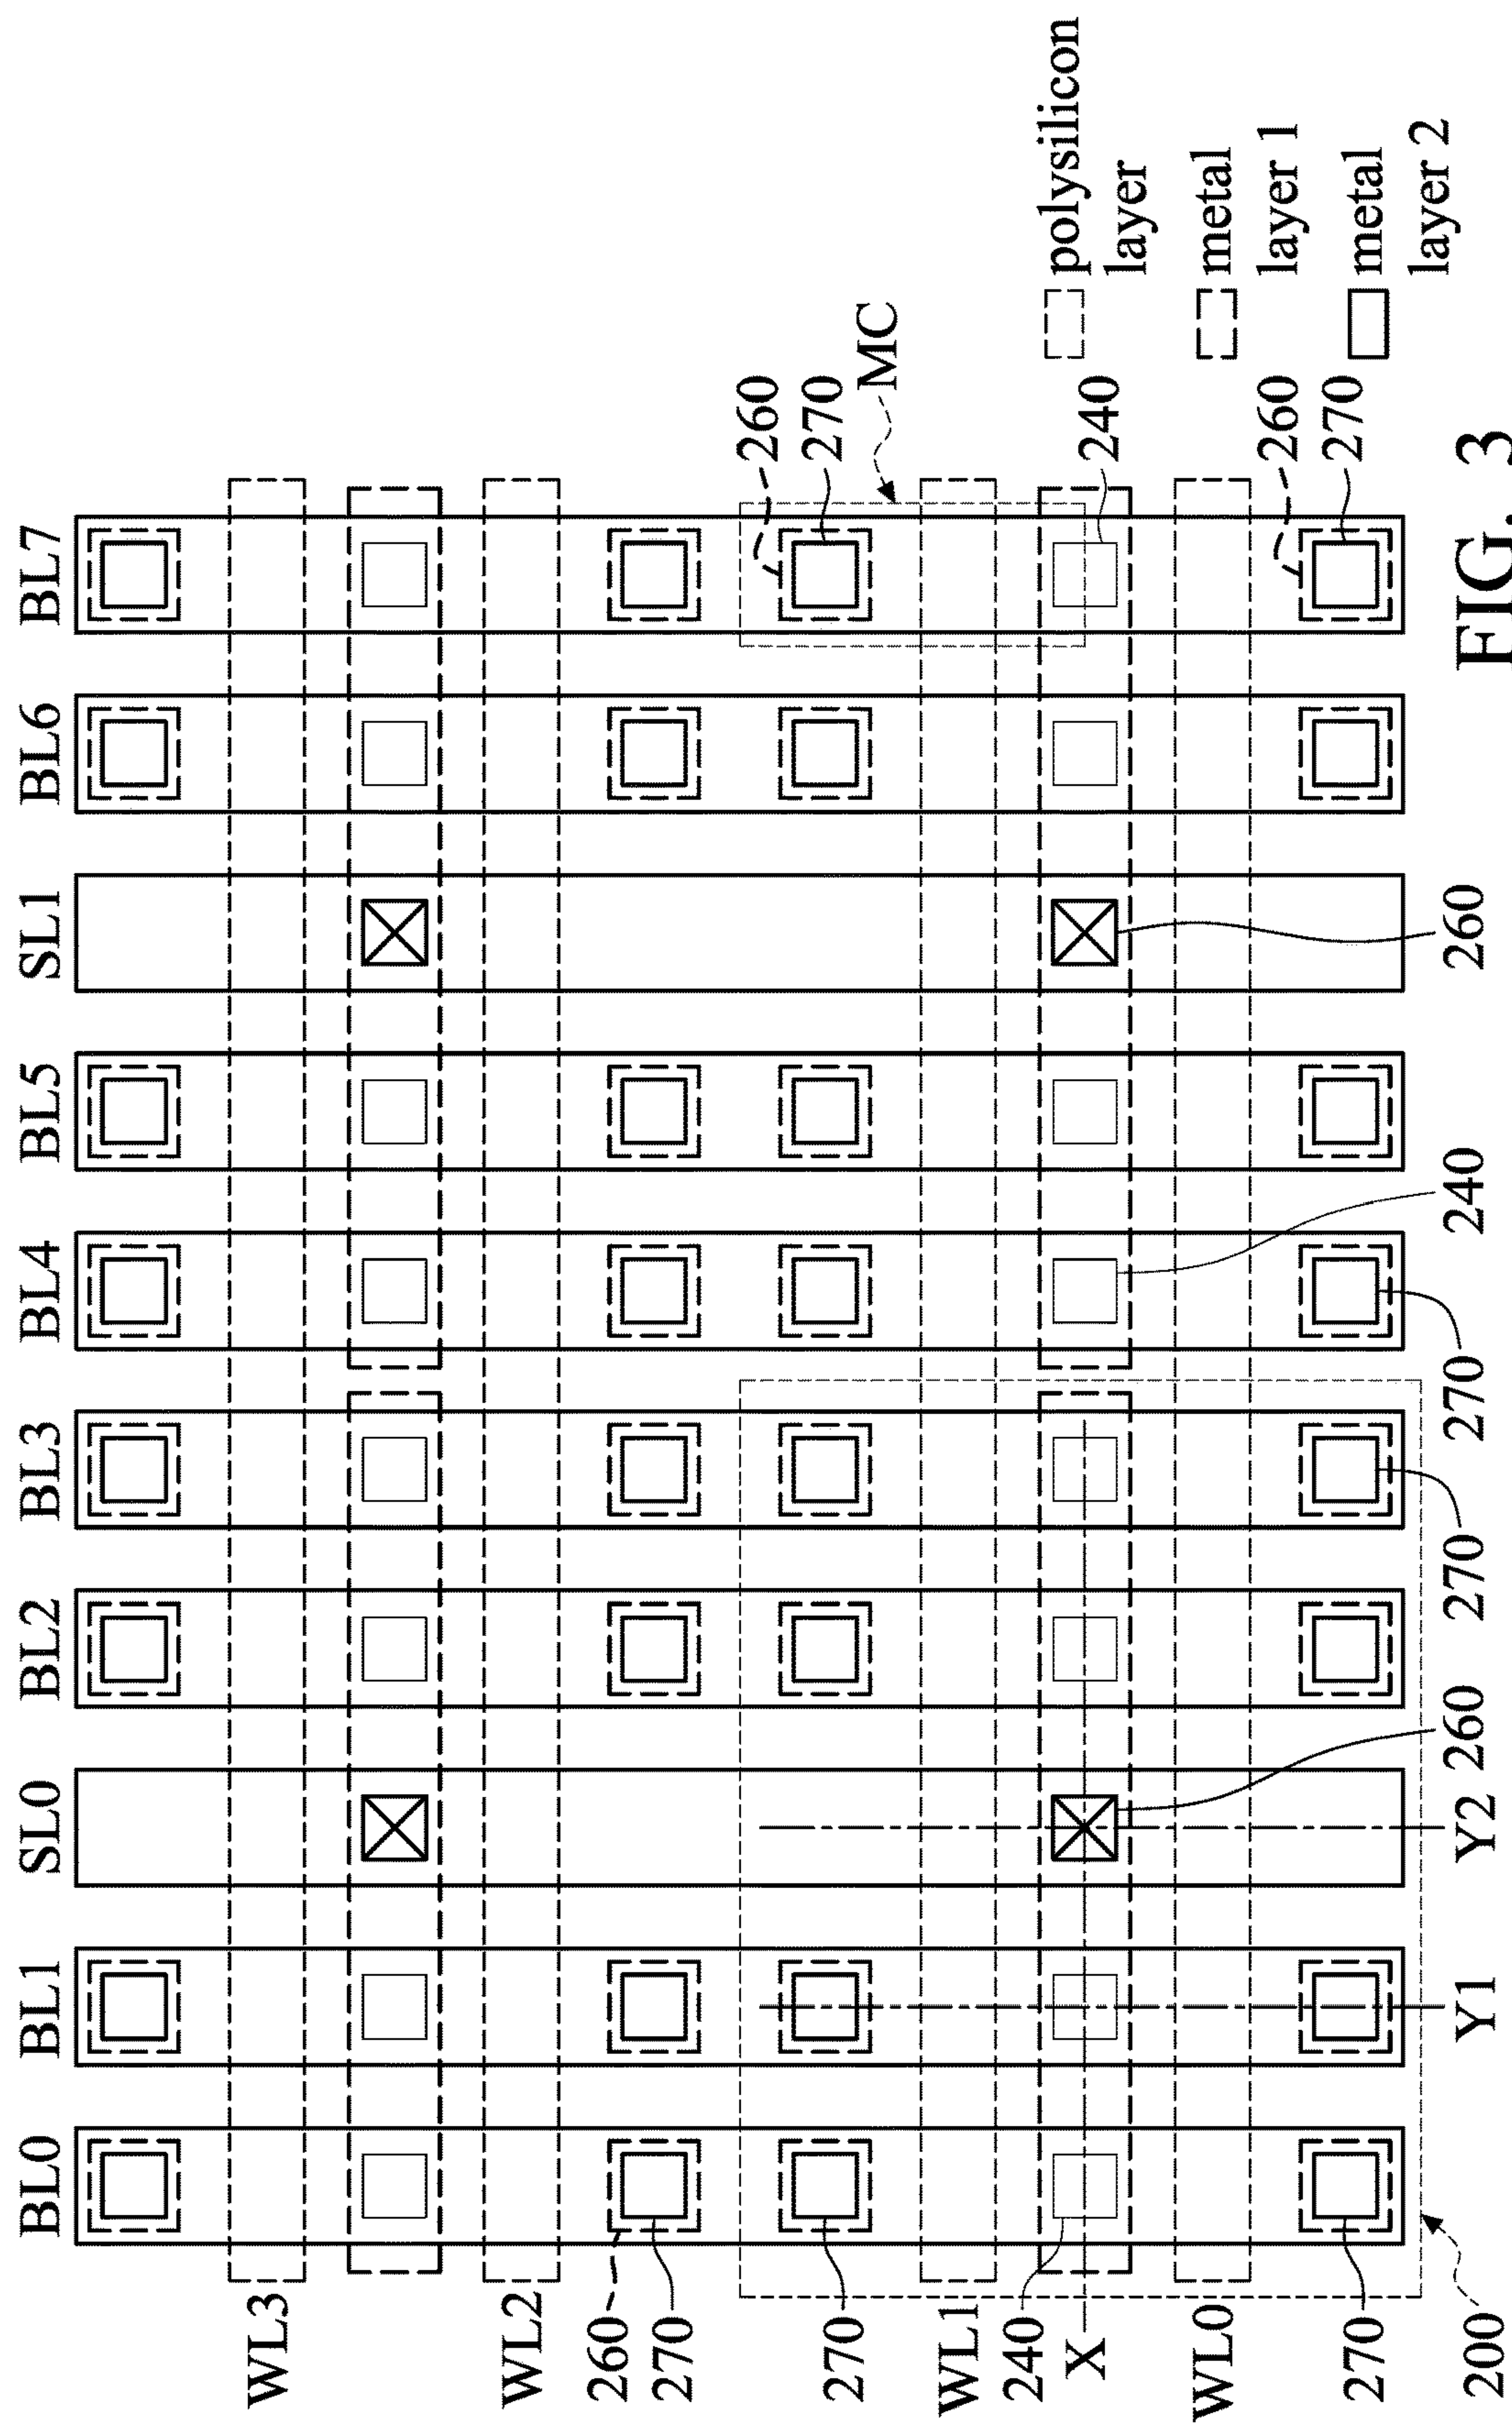 BL0
BL1
SL0
BL2
BL3
BL4
BL5
SL1
BL6
BL7
WL3
WL2
260
270
270
WL1
240
X
WL0
270
200
260
270
MC
240
260
270
Y1
Y2
260
270
270
240
260
polysilicon
layer
metal
layer 1
metal
layer 2
FIG. 3